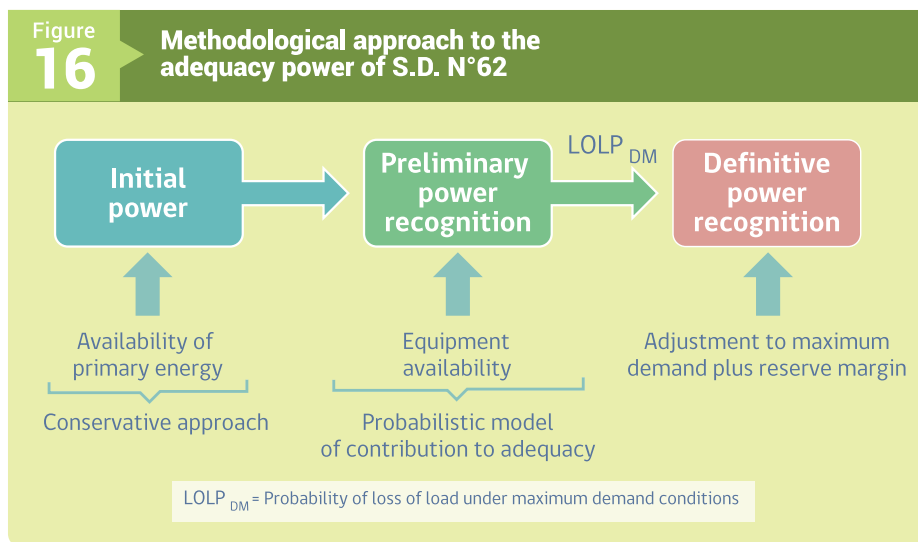 Figure
16
Methodological approach to the
adequacy power of S.D. N°62
Initial
power
Preliminary
power
recognition
LOLP DM
Definitive
power
recognition
Availability of
primary energy
Conservative approach
Equipment
availability
Probabilistic model
of contribution to adequacy
Adjustment to maximum
demand plus reserve margin
LOLP DM = Probability of loss of load under maximum demand conditions